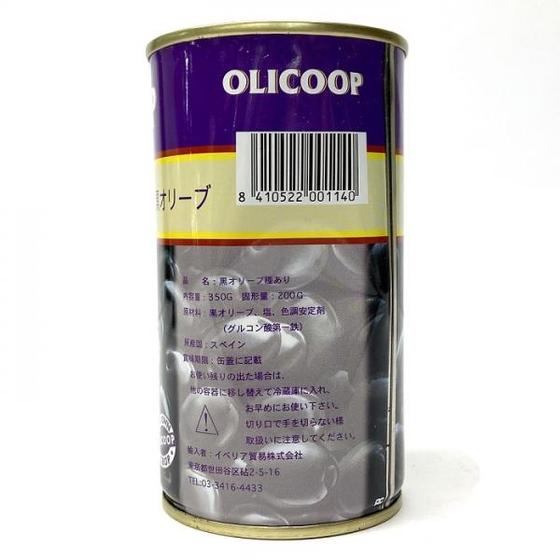 OLICOOP
8 410522 001140
黒オリーブ
品　名：黒オリーブ種あり
内容量：350G 固形量：200G
原材料：黒オリーブ、塩、色調安定剤
（グルコン酸第一鉄）
原産国：スペイン
賞味期限：缶蓋に記載
お使い残りの出た場合は、
他の容器に移し替えて冷蔵庫に入れ、
お早めにお使い下さい。
切り口で手を切らない様
取扱いに注意してください。
輸入者：イベリア貿易株式会社
東京都世田谷区砧2-5-16
TEL:03-3416-4433
COOP